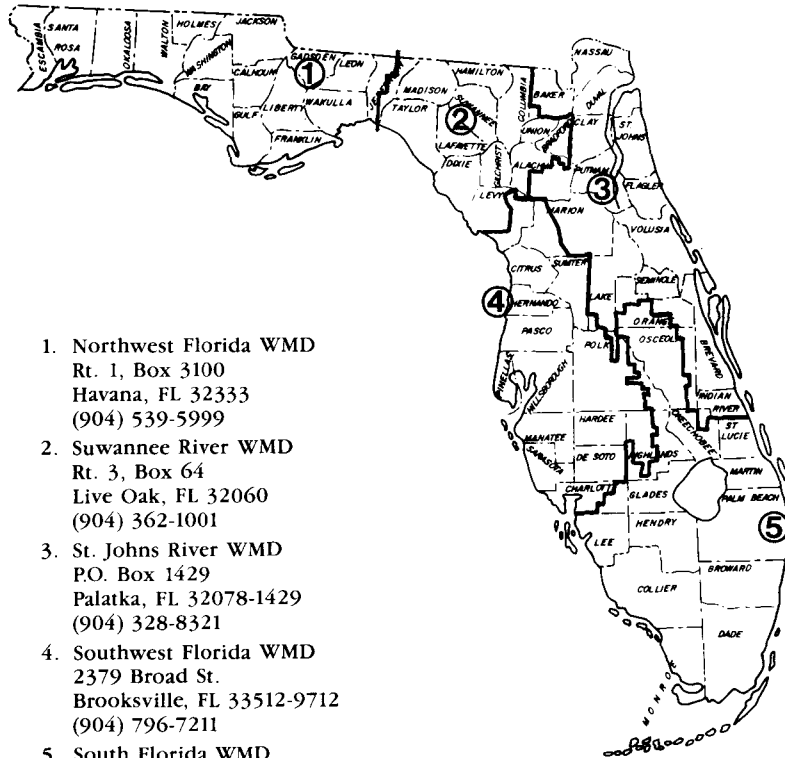 ESCAMBIA
SANTA
ROSA
OKALOOSA
WALTON
HOLMES
WASHINGTON
BAY
JACKSON
CALHOUN
GULF
GADSDEN
1
LIBERTY
LEON
WAKULLA
FRANKLIN
MADISON
TAYLOR
HAMILTON
SUWANNEE
2
LAFAYETTE
DIXIE
COLUMBIA
GILCHRIST
LEVY
BAKER
UNION
BRADFORD
ALACHUA
NASSAU
DUVAL
CLAY
ST
JOHNS
PUTNAM
3
FLAGLER
MARION
VOLUSIA
CITRUS
SUMTER
4
HERNANDO
LAKE
SEMINOLE
PASCO
ORANGE
OSCEOLA
POLK
BREVARD
PINELLAS
HILLSBOROUGH
INDIAN
RIVER
HARDEE
OKEECHOBEE
ST
LUCIE
MANATEE
SARASOTA
DE SOTO
HIGHLANDS
MARTIN
CHARLOTTE
GLADES
PALM BEACH
HENDRY
5
LEE
BROWARD
COLLIER
DADE
MONROE
1. Northwest Florida WMD
Rt. 1, Box 3100
Havana, FL 32333
(904) 539-5999
2. Suwannee River WMD
Rt. 3, Box 64
Live Oak, FL 32060
(904) 362-1001
3. St. Johns River WMD
P.O. Box 1429
Palatka, FL 32078-1429
(904) 328-8321
4. Southwest Florida WMD
2379 Broad St.
Brooksville, FL 33512-9712
(904) 796-7211
5. South Florida WMD